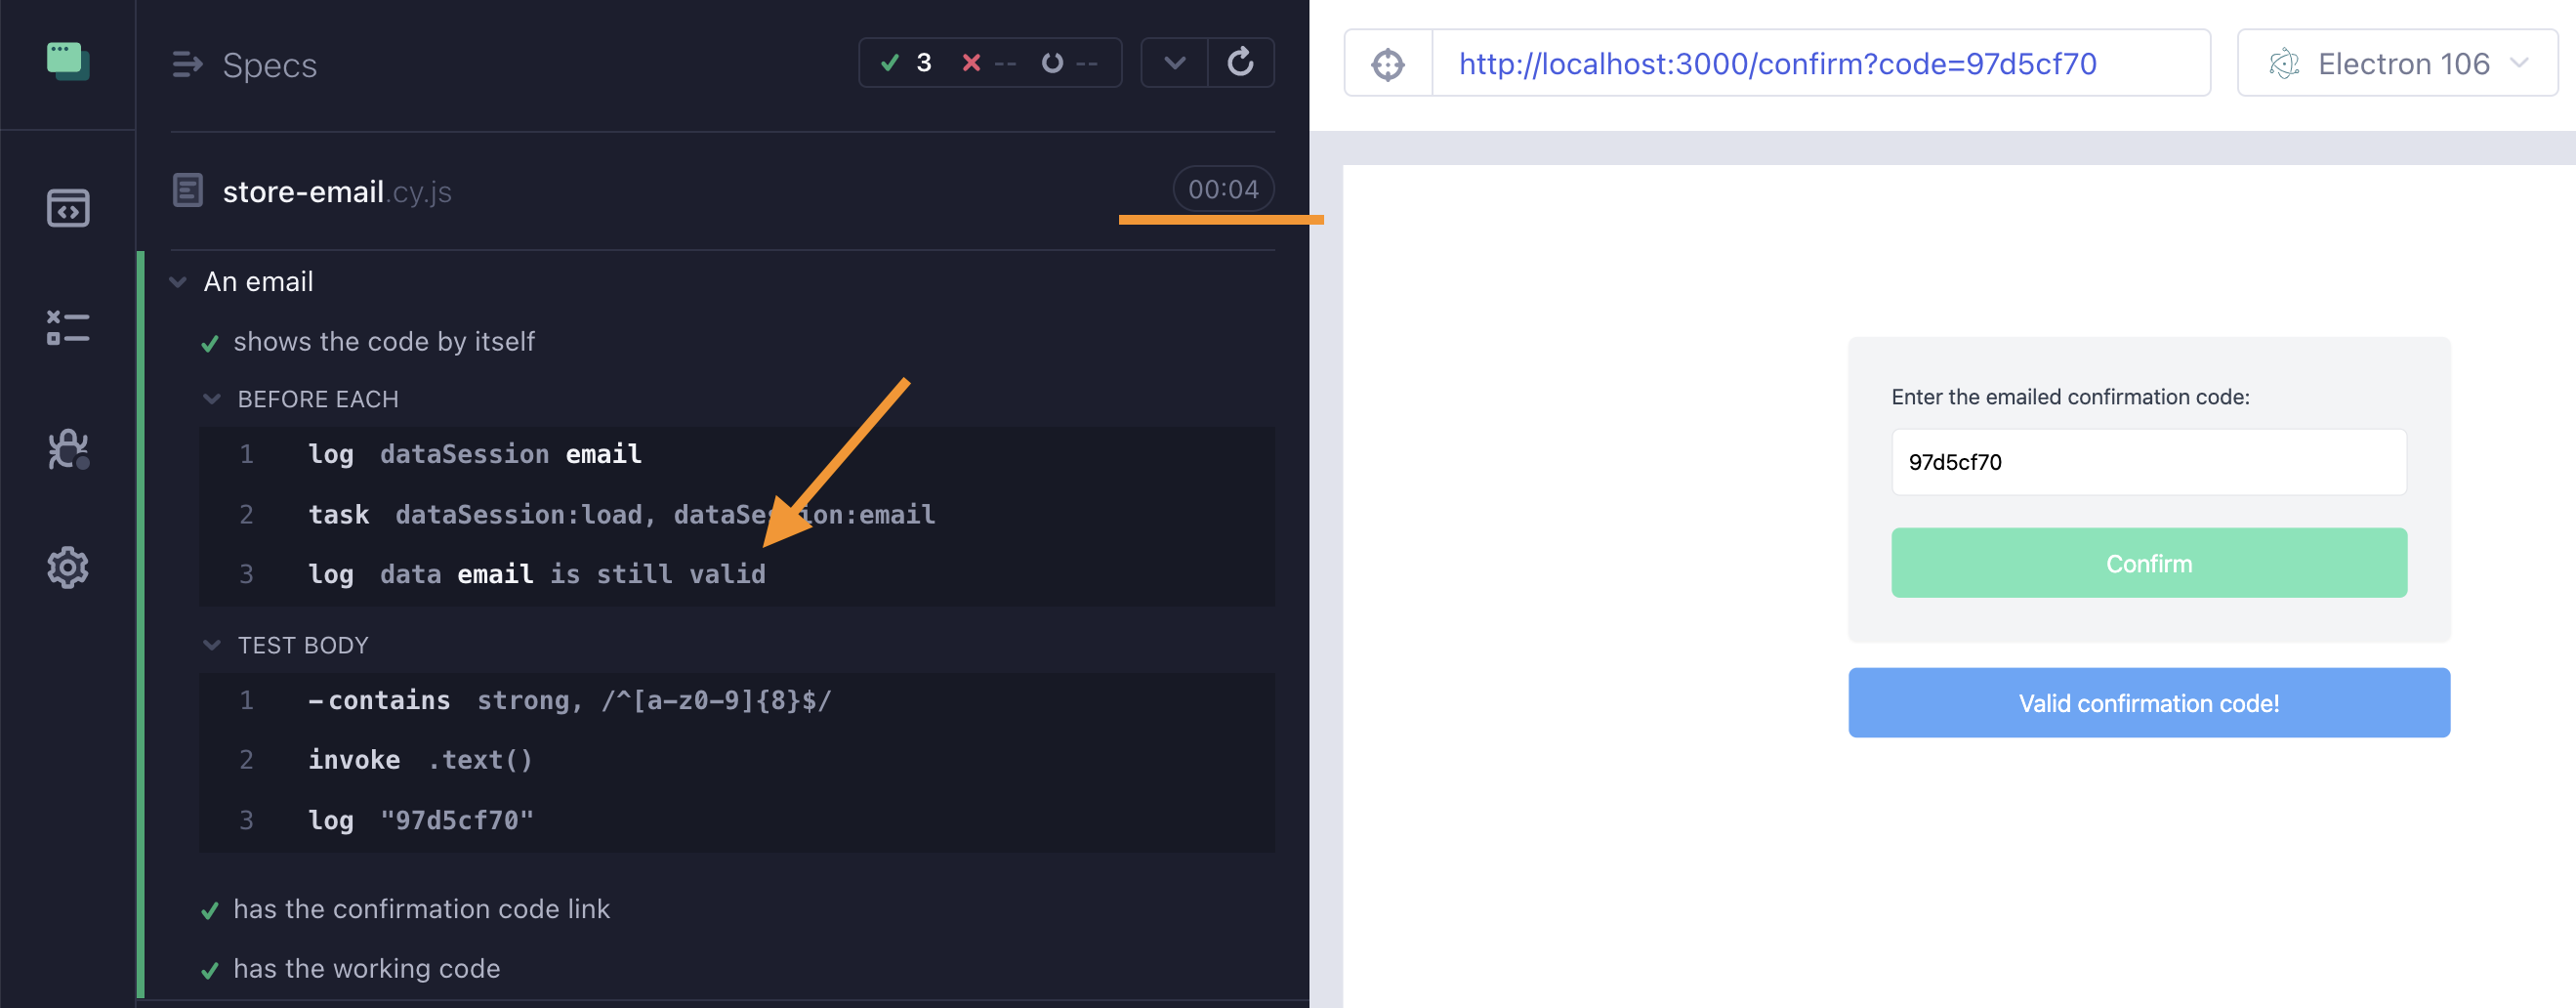 Specs
3 -- --
http://localhost:3000/confirm?code=97d5cf70
Electron 106
store-email.cy.js
00:04
An email
shows the code by itself
BEFORE EACH
1 log dataSession email
2 task dataSession:load, dataSession:email
3 log data email is still valid
TEST BODY
1 -contains strong, /^[a-z0-9]{8}$/
2 invoke .text()
3 log "97d5cf70"
has the confirmation code link
has the working code
Enter the emailed confirmation code:
97d5cf70
Confirm
Valid confirmation code!